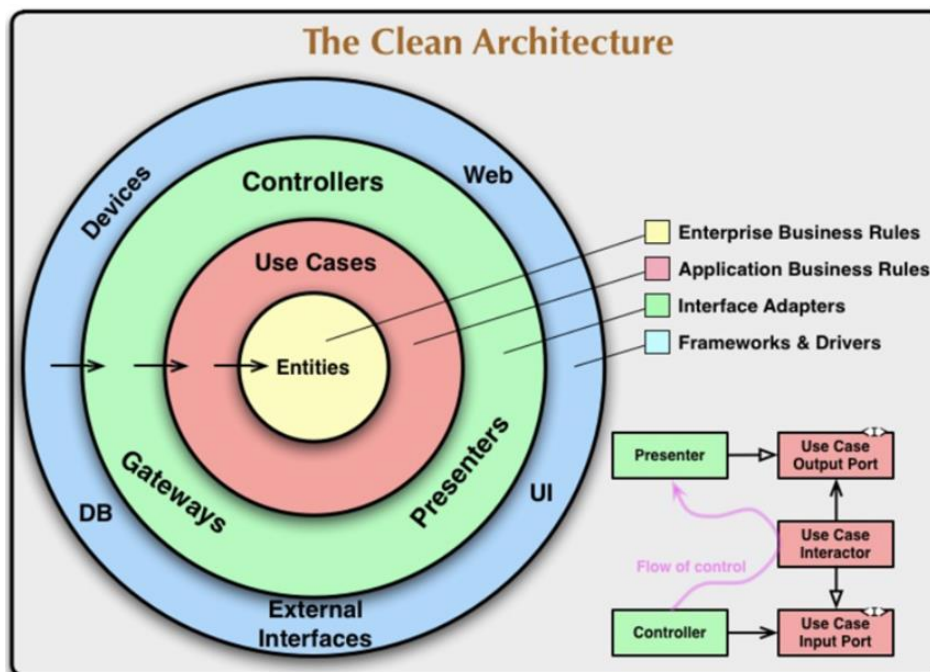 The Clean Architecture
Devices
Web
Controllers
Use Cases
Entities
Gateways
Presenters
DB
UI
External
Interfaces
Enterprise Business Rules
Application Business Rules
Interface Adapters
Frameworks & Drivers
Presenter
Use Case
Output Port
<I>
Flow of control
Use Case
Interactor
Controller
Use Case
Input Port
<I>